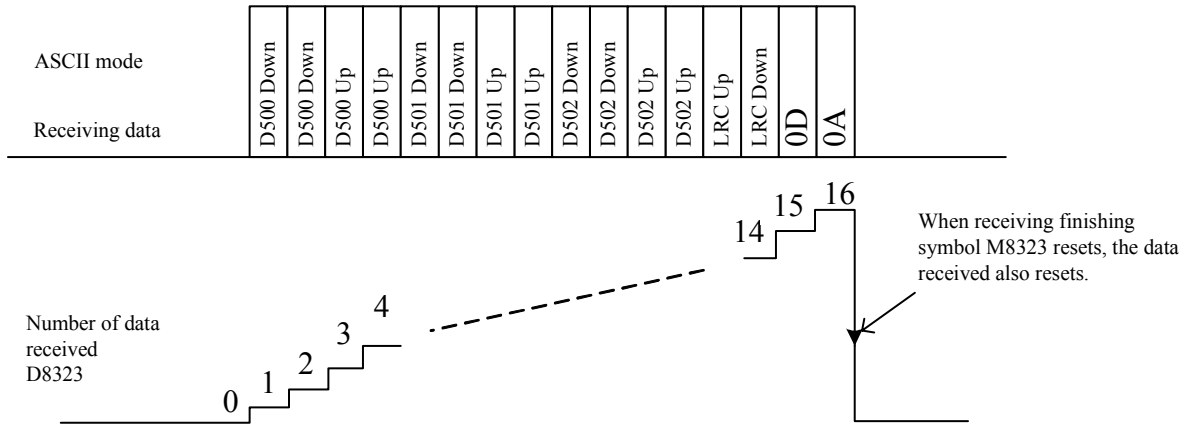 ASCII mode
Receiving data
D500 Down
D500 Down
D500 Up
D500 Up
D501 Down
D501 Down
D501 Up
D501 Up
D502 Down
D502 Down
D502 Up
D502 Up
LRC Up
LRC Down
0D
0A
Number of data
received
D8323
0
1
2
3
4
14
15
16
When receiving finishing
symbol M8323 resets, the data
received also resets.